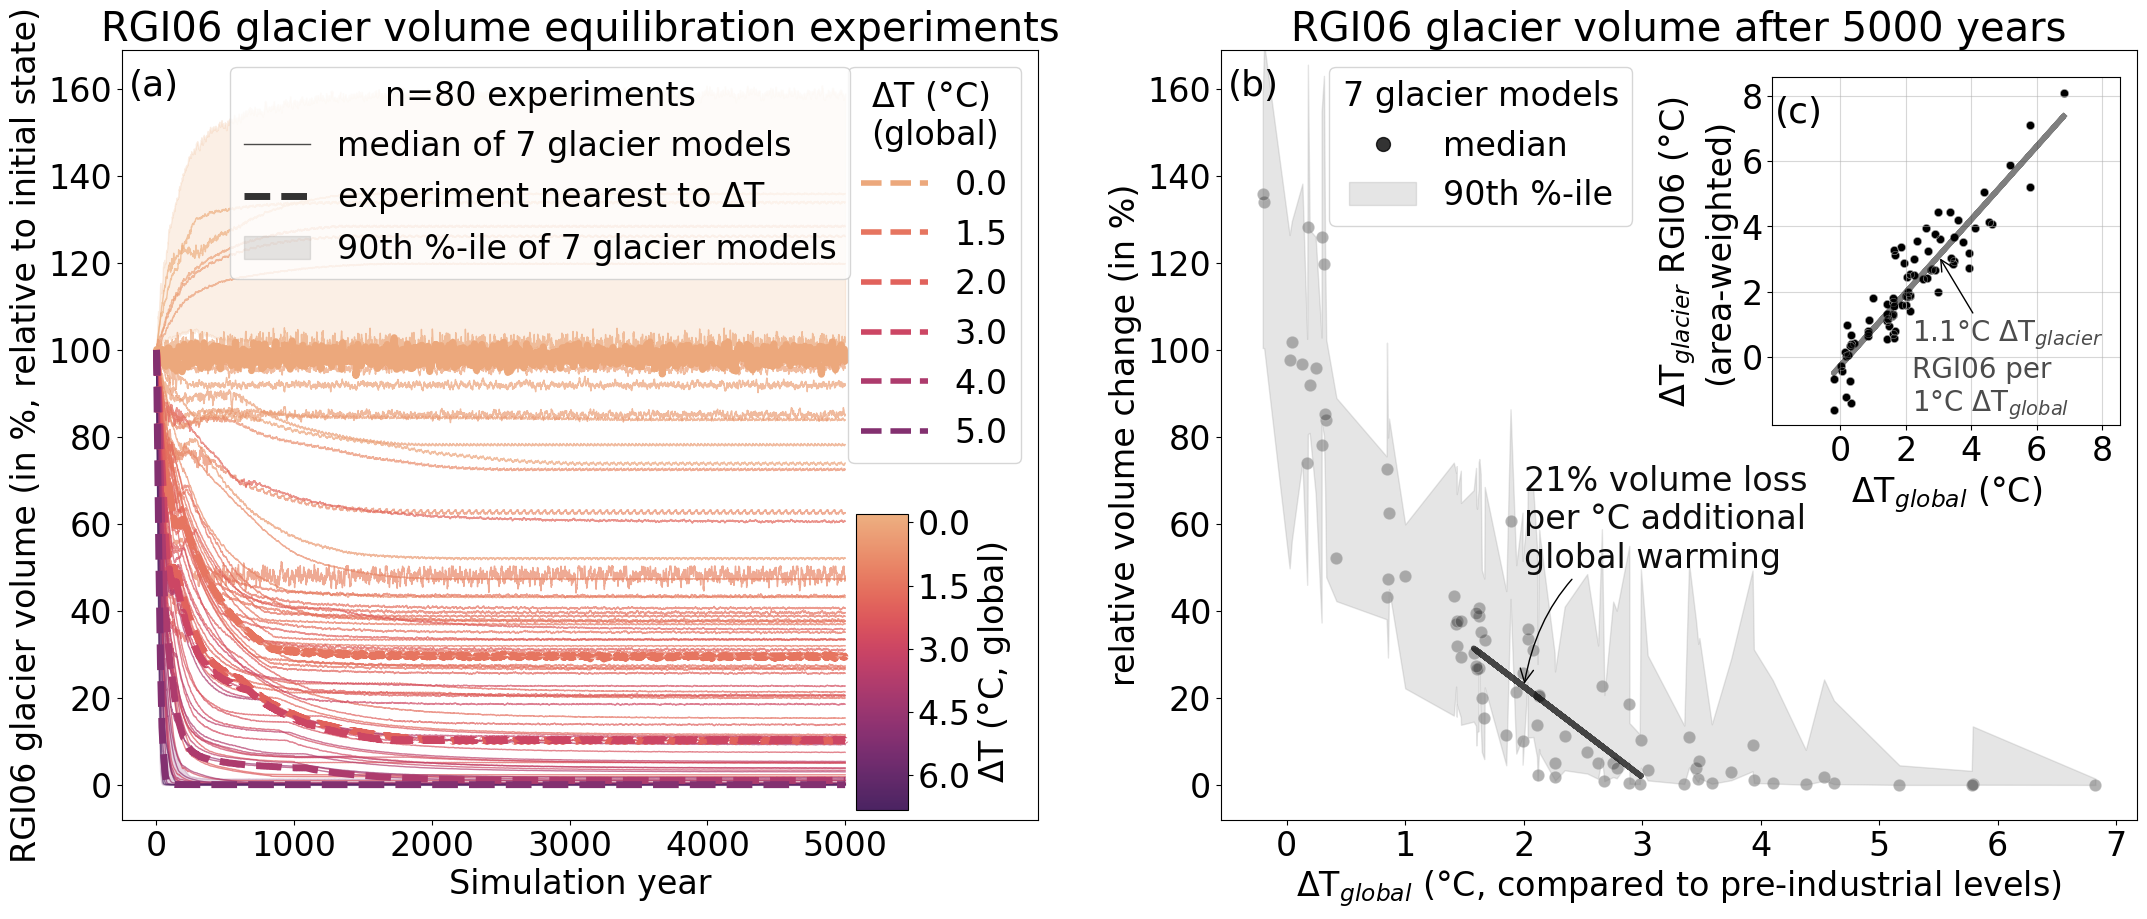 RGI06 glacier volume equilibration experiments
RGI06 glacier volume (in %, relative to initial state)
(a)
n=80 experiments
median of 7 glacier models
experiment nearest to ΔT
90th %-ile of 7 glacier models
ΔT (°C)
(global)
0.0
1.5
2.0
3.0
4.0
5.0
160
140
120
100
80
60
40
20
0
0.0
1.5
3.0
4.5
6.0
ΔT (°C, global)
0 1000 2000 3000 4000 5000
Simulation year
RGI06 glacier volume after 5000 years
relative volume change (in %)
(b)
7 glacier models
median
90th %-ile
160
140
120
100
80
60
40
20
0
21% volume loss
per °C additional
global warming
0 1 2 3 4 5 6 7
ΔT_global (°C, compared to pre-industrial levels)
(c)
ΔT_glacier RGI06 (°C)
(area-weighted)
8
6
4
2
0
1.1°C ΔT_glacier
RGI06 per
1°C ΔT_global
0 2 4 6 8
ΔT_global (°C)